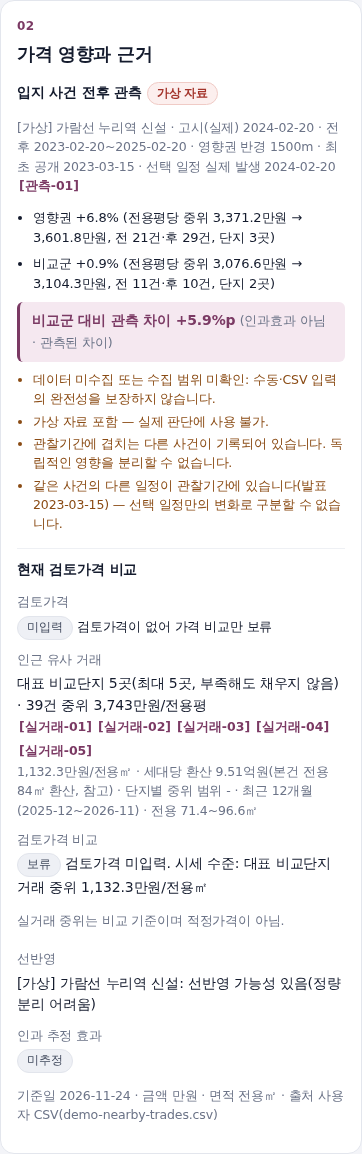 02
가격 영향과 근거
입지 사건 전후 관측 가상 자료
[가상] 가람선 누리역 신설 · 고시(실제) 2024-02-20 · 전
후 2023-02-20~2025-02-20 · 영향권 반경 1500m · 최
초 공개 2023-03-15 · 선택 일정 실제 발생 2024-02-20
[관측-01]
• 영향권 +6.8% (전용평당 중위 3,371.2만원 →
3,601.8만원, 전 21건·후 29건, 단지 3곳)
• 비교군 +0.9% (전용평당 중위 3,076.6만원 →
3,104.3만원, 전 11건·후 10건, 단지 2곳)
비교군 대비 관측 차이 +5.9%p (인과효과 아님
· 관측된 차이)
• 데이터 미수집 또는 수집 범위 미확인: 수동·CSV 입력
의 완전성을 보장하지 않습니다.
• 가상 자료 포함 — 실제 판단에 사용 불가.
• 관찰기간에 겹치는 다른 사건이 기록되어 있습니다. 독
립적인 영향을 분리할 수 없습니다.
• 같은 사건의 다른 일정이 관찰기간에 있습니다(발표
2023-03-15) — 선택 일정만의 변화로 구분할 수 없습
니다.
현재 검토가격 비교
검토가격
미입력 검토가격이 없어 가격 비교만 보류
인근 유사 거래
대표 비교단지 5곳(최대 5곳, 부족해도 채우지 않음)
· 39건 중위 3,743만원/전용평
[실거래-01] [실거래-02] [실거래-03] [실거래-04]
[실거래-05]
1,132.3만원/전용㎡ · 세대당 환산 9.51억원(본건 전용
84㎡ 환산, 참고) · 단지별 중위 범위 - · 최근 12개월
(2025-12~2026-11) · 전용 71.4~96.6㎡
검토가격 비교
보류 검토가격 미입력. 시세 수준: 대표 비교단지
거래 중위 1,132.3만원/전용㎡
실거래 중위는 비교 기준이며 적정가격이 아님.
선반영
[가상] 가람선 누리역 신설: 선반영 가능성 있음(정량
분리 어려움)
인과 추정 효과
미추정
기준일 2026-11-24 · 금액 만원 · 면적 전용㎡ · 출처 사용
자 CSV(demo-nearby-trades.csv)